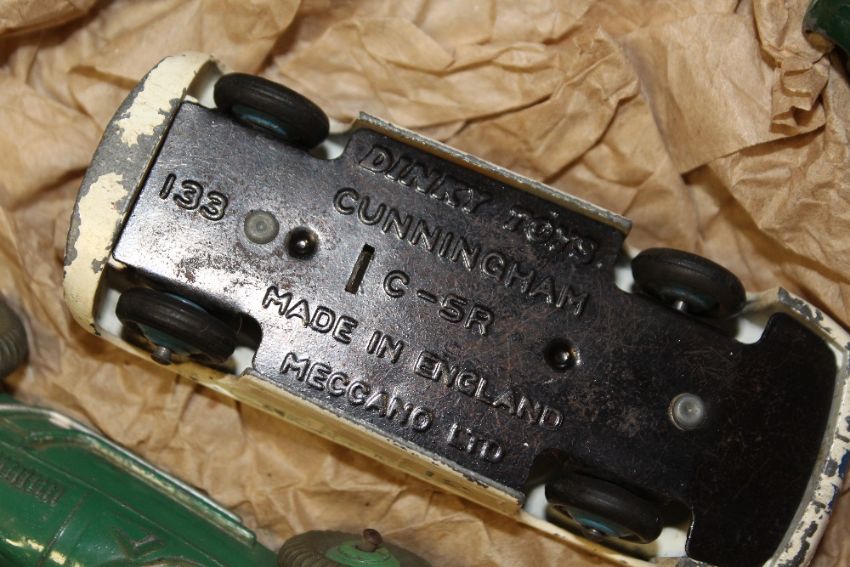 DINKY TOYS.
133
CUNNINGHAM
C-5R
MADE IN ENGLAND
MECCANO LTD